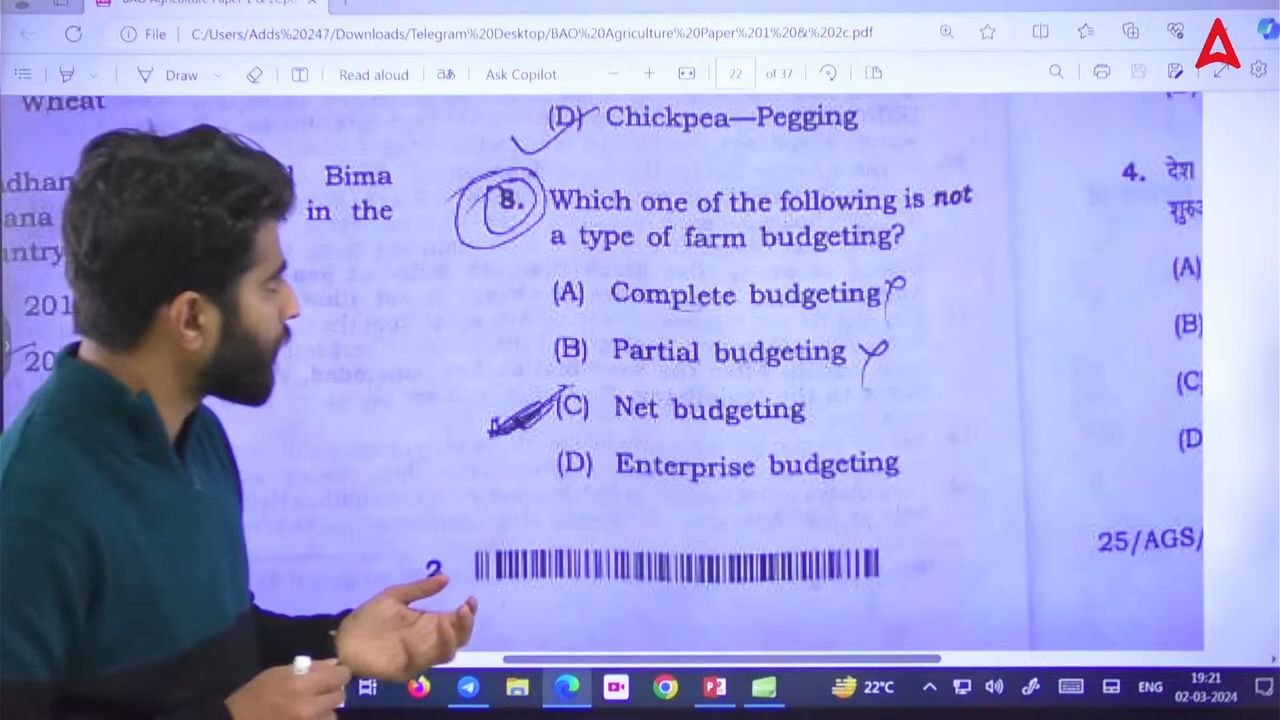 File
C:/Users/Adds%20247/Downloads/Telegram%20Desktop/BAO%20Agriculture%20Paper%201%20&%202c.pdf
Draw
Read aloud
Ask Copilot
22
of 37
Wheat
(D) Chickpea—Pegging
Bima
in the
8. Which one of the following is not
a type of farm budgeting?
(A) Complete budgeting
(B) Partial budgeting
(C) Net budgeting
(D) Enterprise budgeting
2
4. देश
(A)
(B)
(C)
(D
25/AGS/
22°C
ENG
19:21
02-03-2024